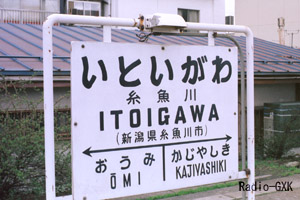 いといがわ
糸魚川
ITOIGAWA
(新潟県糸魚川市)
おうみ かじやしき
ŌMI KAJIYASHIKI
Radio-GXK